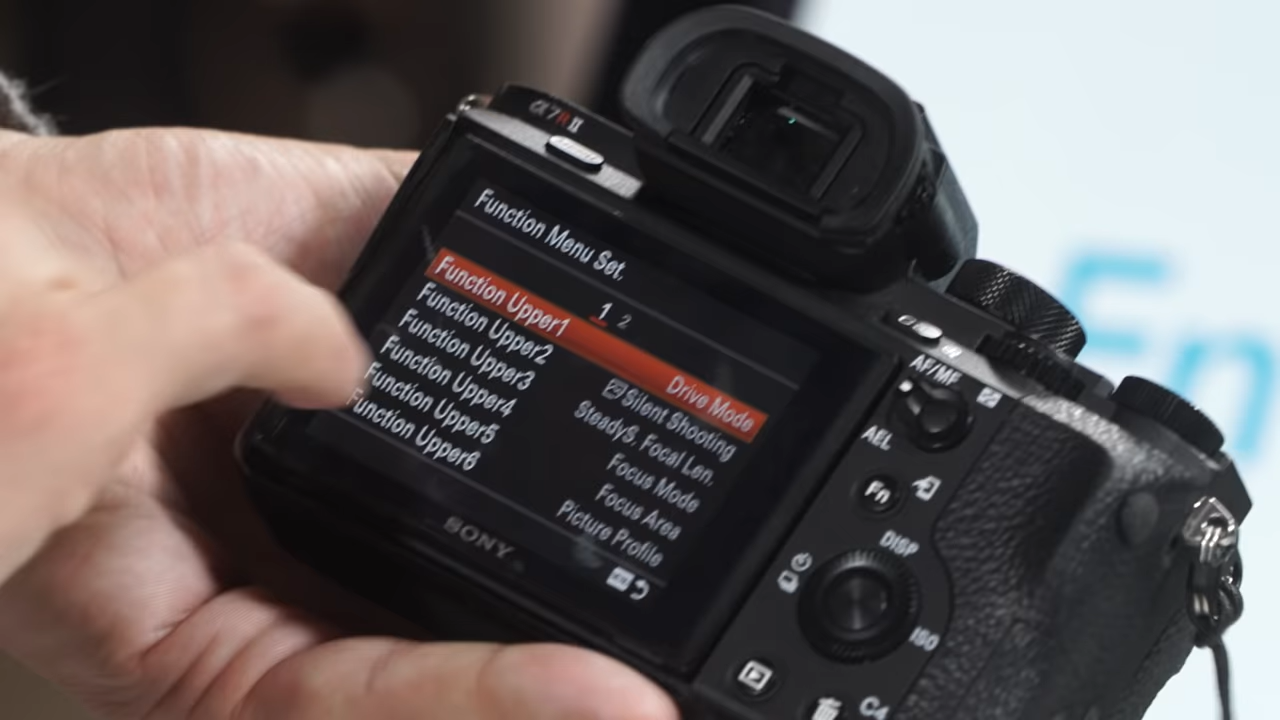 α7RII
Function Menu Set.
1 2
Function Upper1 Drive Mode
Function Upper2 Silent Shooting
Function Upper3 SteadyS. Focal Len.
Function Upper4 Focus Mode
Function Upper5 Focus Area
Function Upper6 Picture Profile
SONY
AF/MF
AEL
Fn
DISP
ISO
C4
Fn